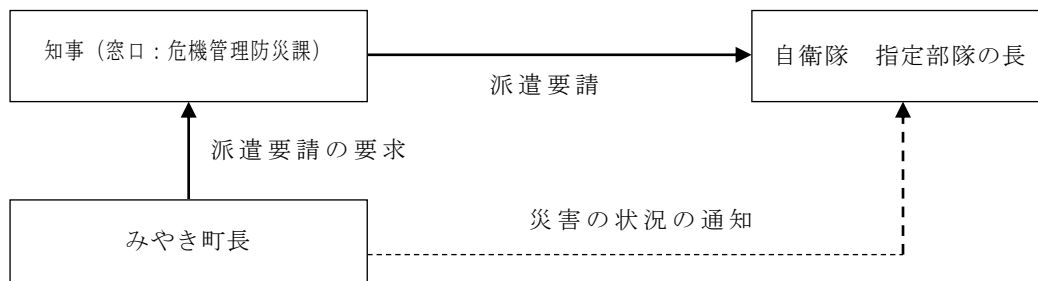 知事（窓口：危機管理防災課）
自衛隊　指定部隊の長
派遣要請
派遣要請の要求
災害の状況の通知
みやき町長